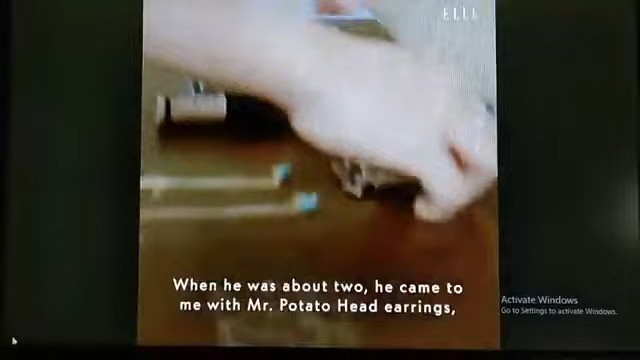 ELLE
When he was about two, he came to
me with Mr. Potato Head earrings,
Activate Windows
Go to Settings to activate Windows.